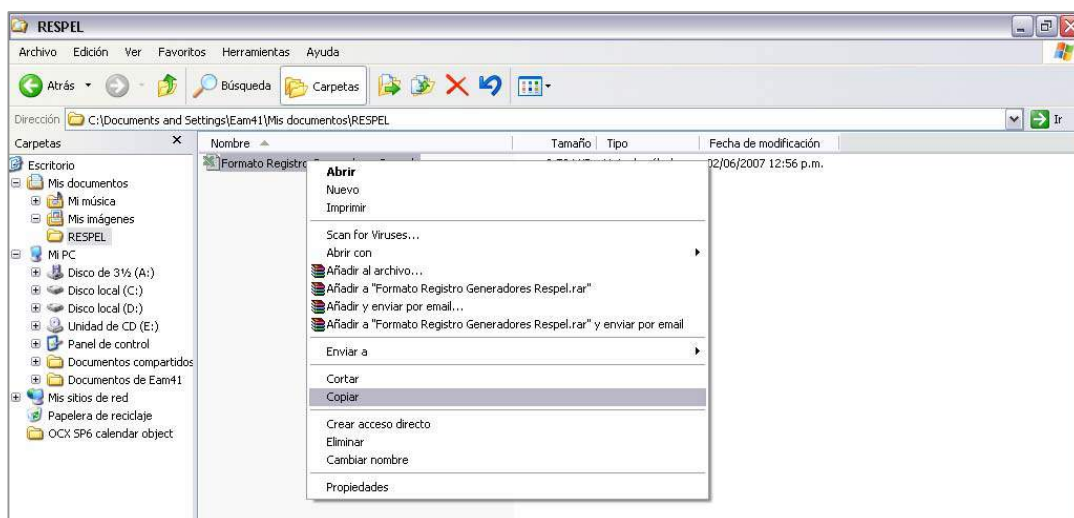 RESPEL
Archivo Edición Ver Favoritos Herramientas Ayuda
Atrás Búsqueda Carpetas
Dirección C:\Documents and Settings\Eam41\Mis documentos\RESPEL Ir
Carpetas × Nombre Tamaño Tipo Fecha de modificación
Escritorio Formato Registro 02/06/2007 12:56 p.m.
Mis documentos
Mi música
Mis imágenes
RESPEL
Mi PC
Disco de 3½ (A:)
Disco local (C:)
Disco local (D:)
Unidad de CD (E:)
Panel de control
Documentos compartidos
Documentos de Eam41
Mis sitios de red
Papelera de reciclaje
OCX SP6 calendar object
Abrir
Nuevo
Imprimir
Scan for Viruses...
Abrir con
Añadir al archivo...
Añadir a "Formato Registro Generadores Respel.rar"
Añadir y enviar por email...
Añadir a "Formato Registro Generadores Respel.rar" y enviar por email
Enviar a
Cortar
Copiar
Crear acceso directo
Eliminar
Cambiar nombre
Propiedades